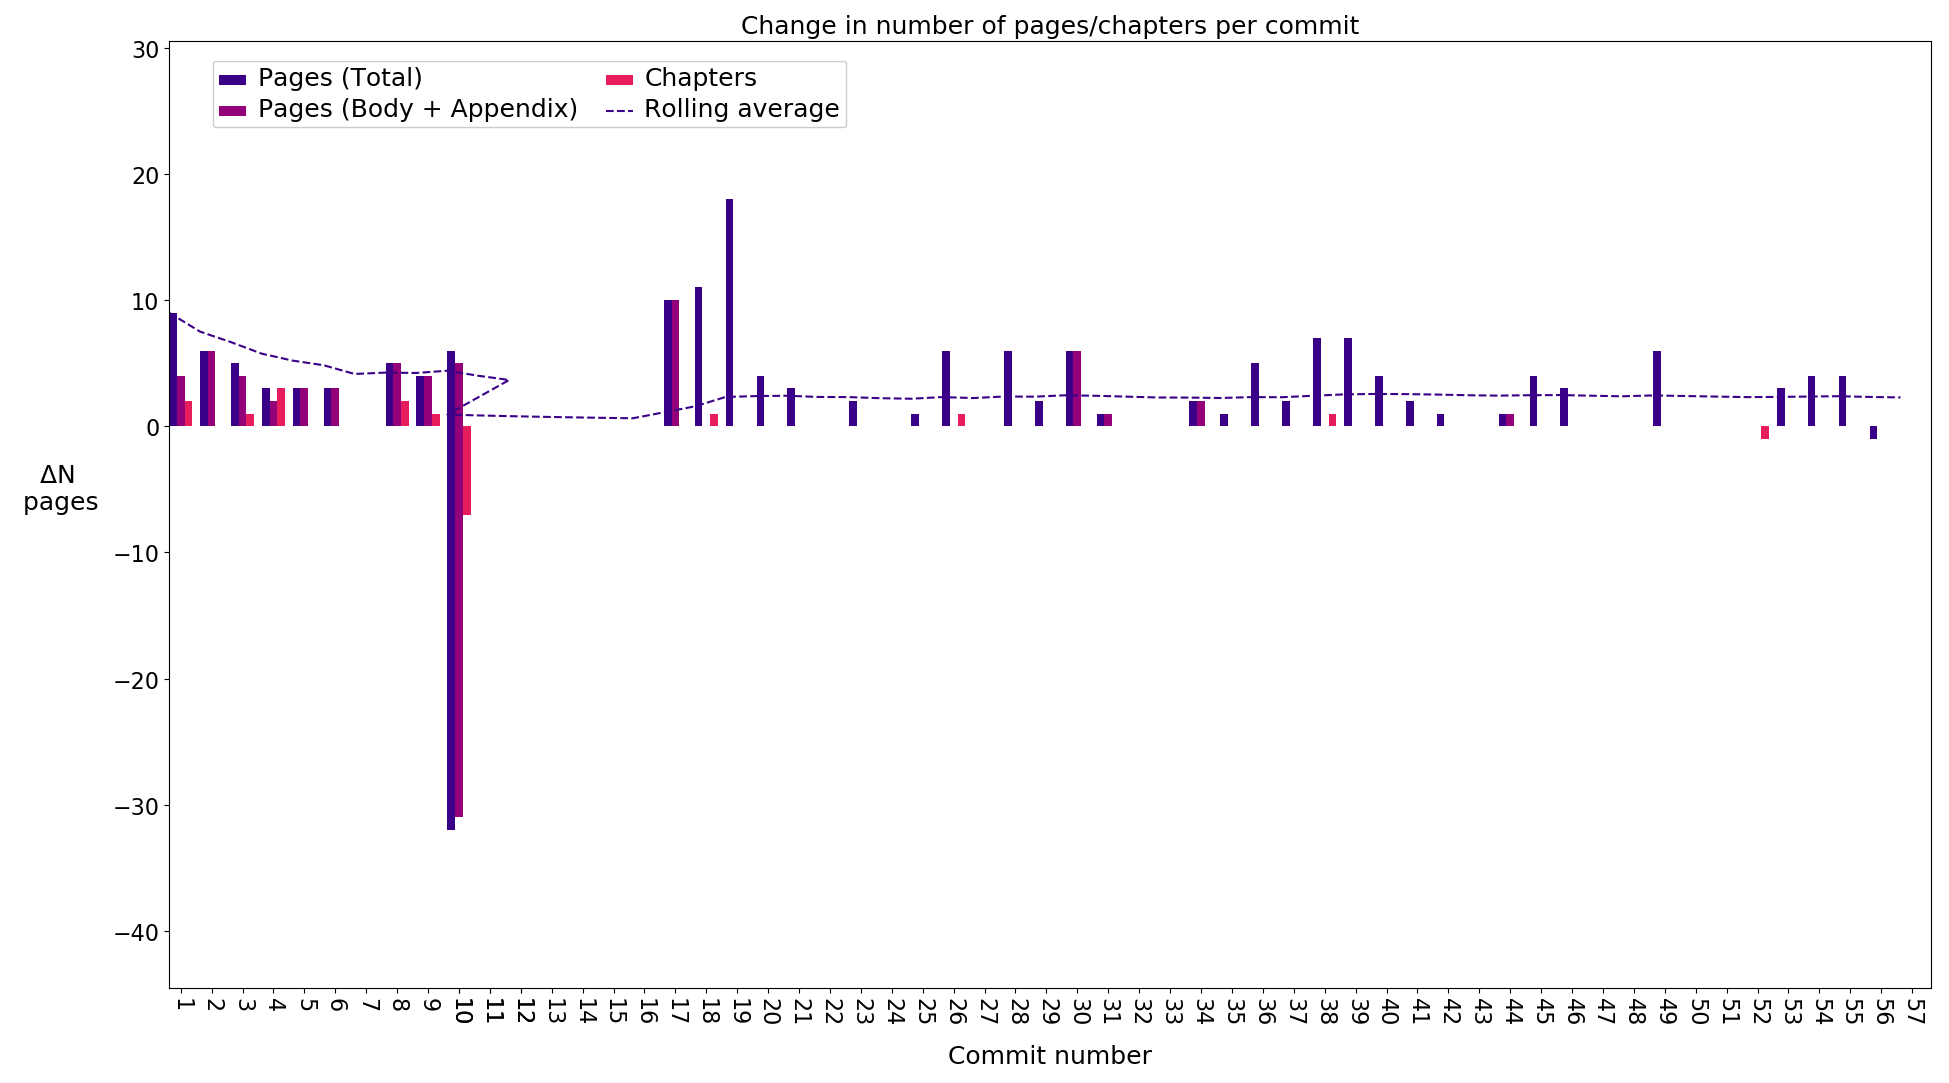 Change in number of pages/chapters per commit
Pages (Total)
Pages (Body + Appendix)
Chapters
Rolling average
30
20
10
0
−10
−20
−30
−40
ΔN
pages
1 2 3 4 5 6 7 8 9 10 11 12 13 14 15 16 17 18 19 20 21 22 23 24 25 26 27 28 29 30 31 32 33 34 35 36 37 38 39 40 41 42 43 44 45 46 47 48 49 50 51 52 53 54 55 56 57
Commit number